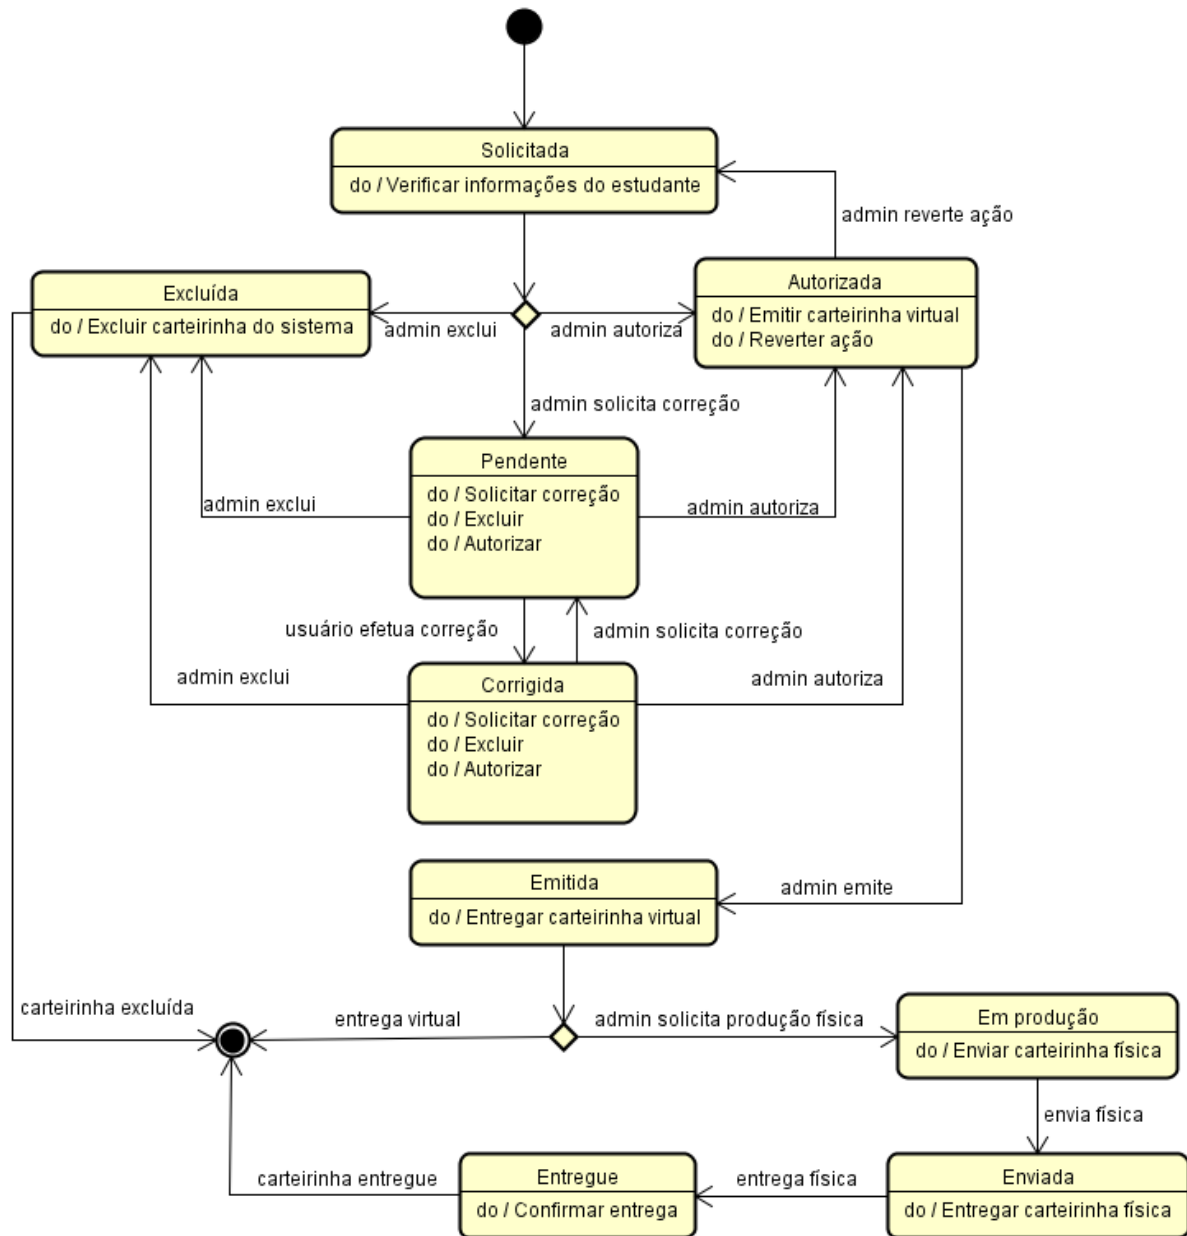 Solicitada
do / Verificar informações do estudante
admin reverte ação
Excluída
do / Excluir carteirinha do sistema
admin exclui
admin autoriza
Autorizada
do / Emitir carteirinha virtual
do / Reverter ação
admin solicita correção
Pendente
do / Solicitar correção
do / Excluir
do / Autorizar
admin exclui
admin autoriza
usuário efetua correção
admin solicita correção
admin exclui
Corrigida
do / Solicitar correção
do / Excluir
do / Autorizar
admin autoriza
Emitida
do / Entregar carteirinha virtual
admin emite
carteirinha excluída
entrega virtual
admin solicita produção física
Em produção
do / Enviar carteirinha física
envia física
carteirinha entregue
Entregue
do / Confirmar entrega
entrega física
Enviada
do / Entregar carteirinha física